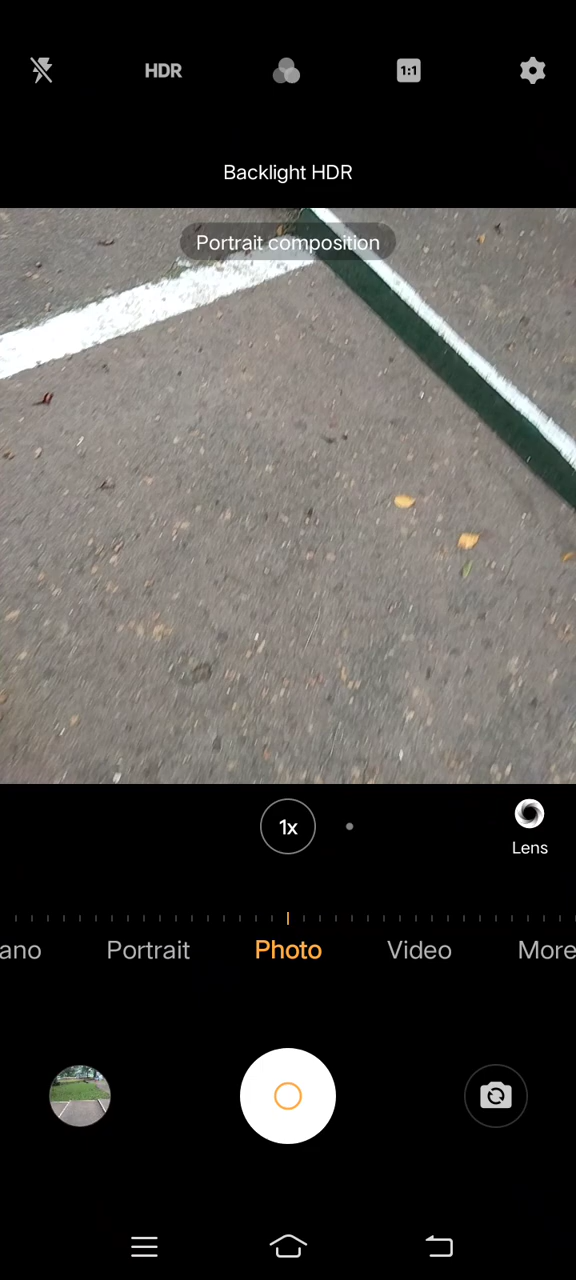 HDR
1:1
Backlight HDR
Portrait composition
1x
Lens
ano
Portrait
Photo
Video
More